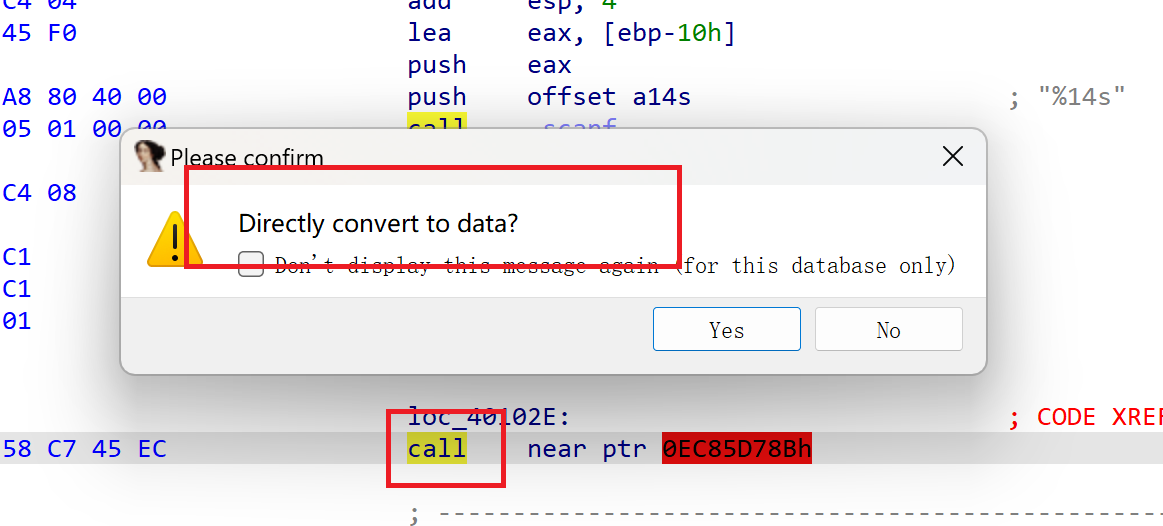 C4 04 add esp, 4
45 F0 lea eax, [ebp-10h]
push eax
A8 80 40 00 push offset a14s ; "%14s"
05 01 00 00 call _scanf
Please confirm
C4 08
Directly convert to data?
C1
Don't display this message again (for this database only)
C1
01
Yes No
loc_40102E: ; CODE XREF
58 C7 45 EC call near ptr 0EC85D78Bh
; ----------------------------------------